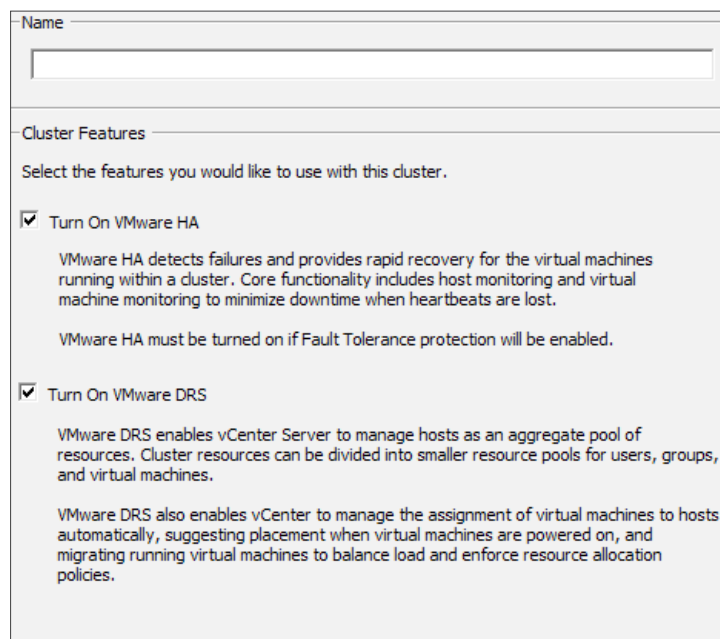 Name
Cluster Features
Select the features you would like to use with this cluster.
Turn On VMware HA
VMware HA detects failures and provides rapid recovery for the virtual machines
running within a cluster. Core functionality includes host monitoring and virtual
machine monitoring to minimize downtime when heartbeats are lost.
VMware HA must be turned on if Fault Tolerance protection will be enabled.
Turn On VMware DRS
VMware DRS enables vCenter Server to manage hosts as an aggregate pool of
resources. Cluster resources can be divided into smaller resource pools for users, groups,
and virtual machines.
VMware DRS also enables vCenter to manage the assignment of virtual machines to hosts
automatically, suggesting placement when virtual machines are powered on, and
migrating running virtual machines to balance load and enforce resource allocation
policies.